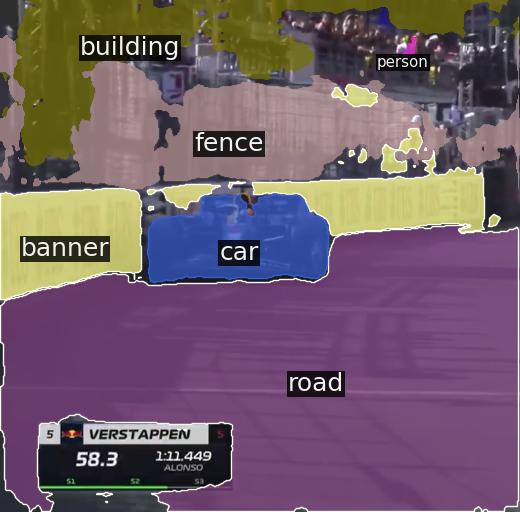 building
person
fence
banner
car
road
5 VERSTAPPEN 5
58.3 1:11.449
ALONSO
S1 S2 S3